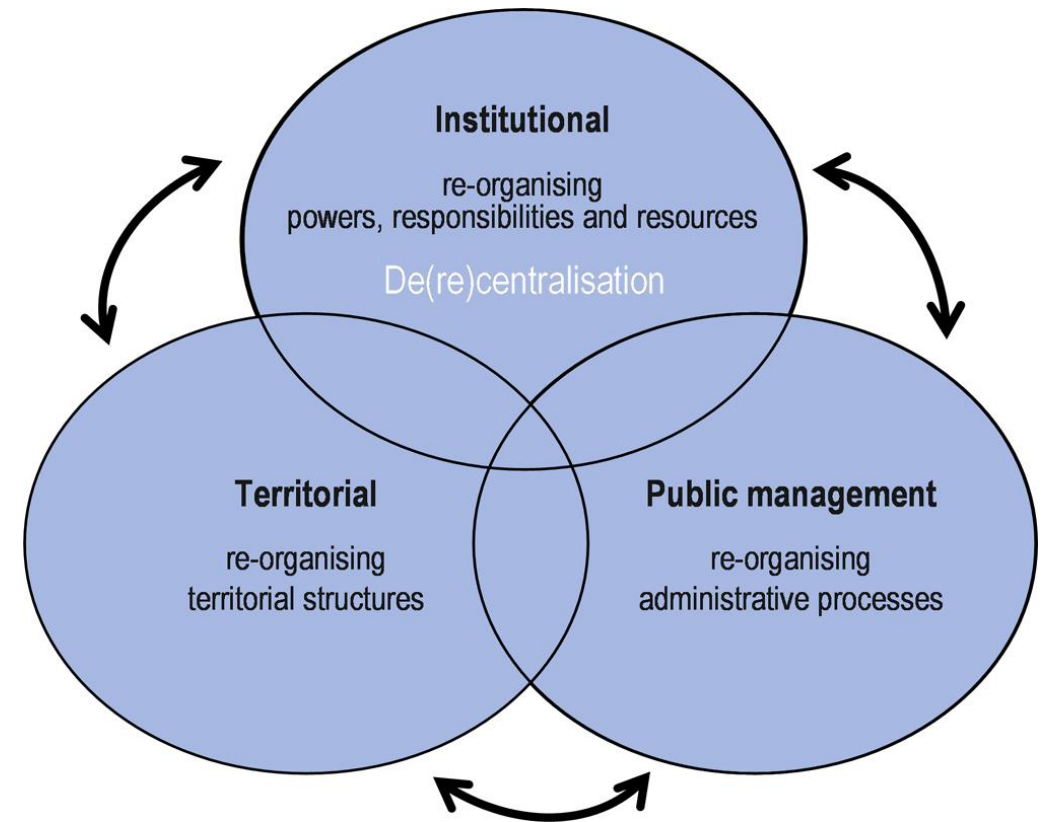 Institutional
re-organising
powers, responsibilities and resources
De(re)centralisation
Territorial
re-organising
territorial structures
Public management
re-organising
administrative processes